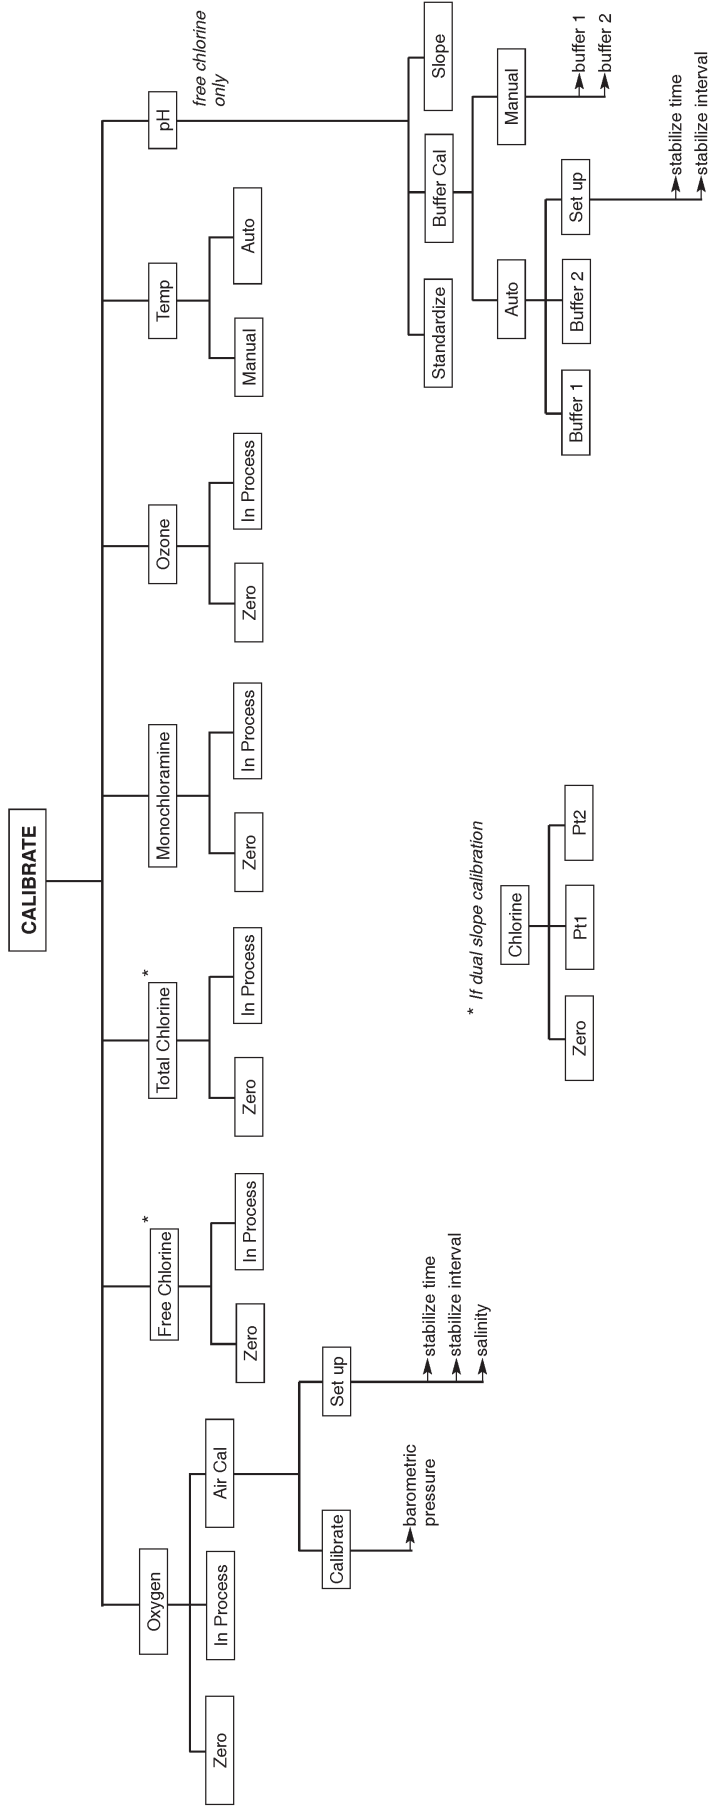 CALIBRATE
Oxygen
Free Chlorine *
Total Chlorine *
Monochloramine
Ozone
Temp
pH
free chlorine
only
Zero
In Process
Air Cal
Zero
In Process
Zero
In Process
Zero
In Process
Zero
In Process
Manual
Auto
Calibrate
Set up
barometric
pressure
stabilize time
stabilize interval
salinity
Standardize
Buffer Cal
Slope
Auto
Manual
buffer 1
buffer 2
Buffer 1
Buffer 2
Set up
stabilize time
stabilize interval
* If dual slope calibration
Chlorine
Zero
Pt1
Pt2